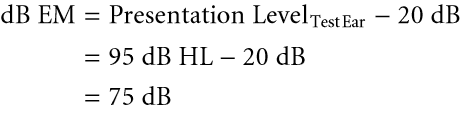 dB EM = Presentation Level_TestEar − 20 dB
= 95 dB HL − 20 dB
= 75 dB